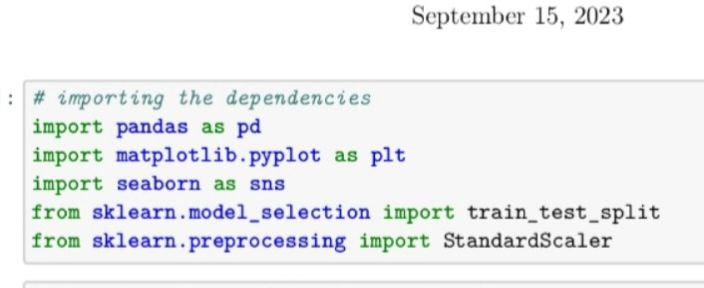 September 15, 2023
: # importing the dependencies
import pandas as pd
import matplotlib.pyplot as plt
import seaborn as sns
from sklearn.model_selection import train_test_split
from sklearn.preprocessing import StandardScaler